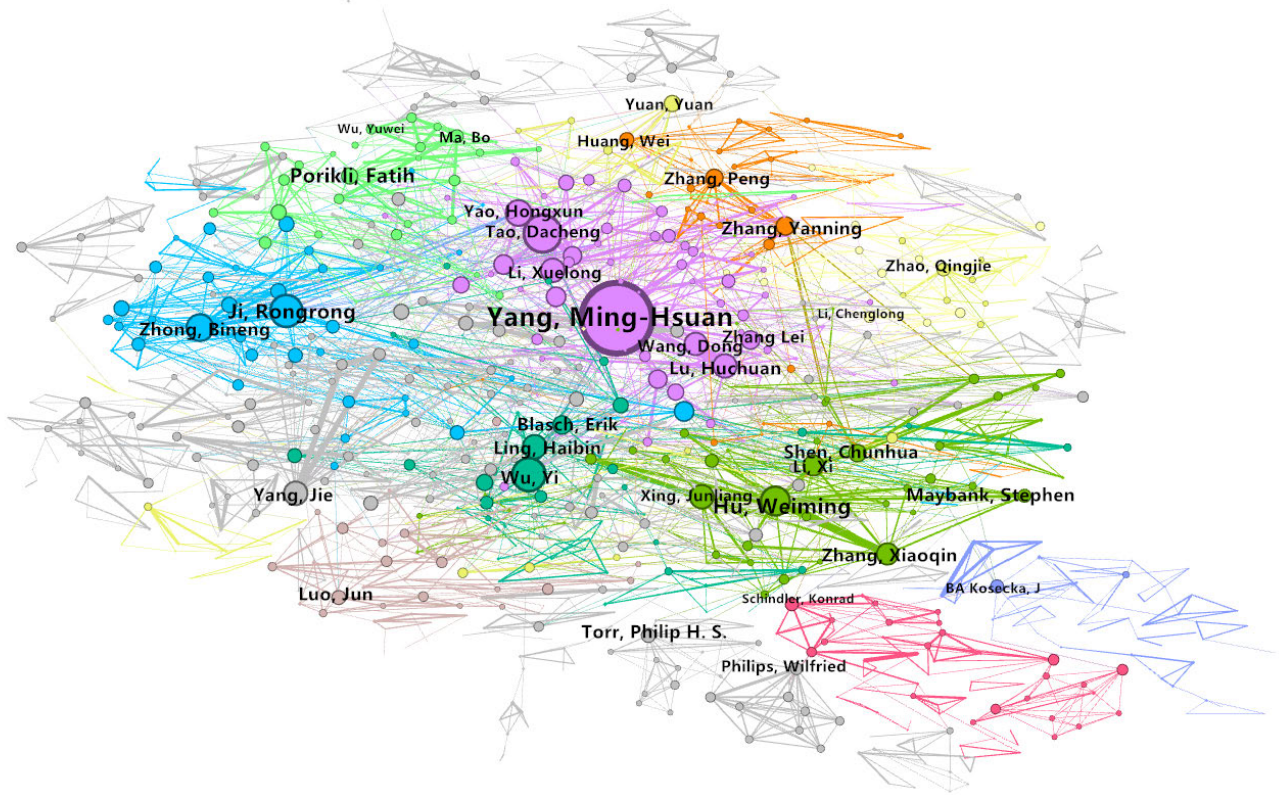 Yuan, Yuan
Wu, Yuwei
Ma, Bo
Huang, Wei
Porikli, Fatih
Zhang, Peng
Yao, Hongxun
Tao, Dacheng
Zhang, Yanning
Li, Xuelong
Zhao, Qingjie
Ji, Rongrong
Zhong, Bineng
Yang, Ming-Hsuan
Li, Chenglong
Wang, Dong
Zhang Lei
Lu, Huchuan
Blasch, Erik
Ling, Haibin
Shen, Chunhua
Li, Xi
Wu, Yi
Yang, Jie
Xing, Junliang
Hu, Weiming
Maybank, Stephen
Zhang, Xiaoqin
Luo, Jun
BA Kosecka, J
Schindler, Konrad
Torr, Philip H. S.
Philips, Wilfried